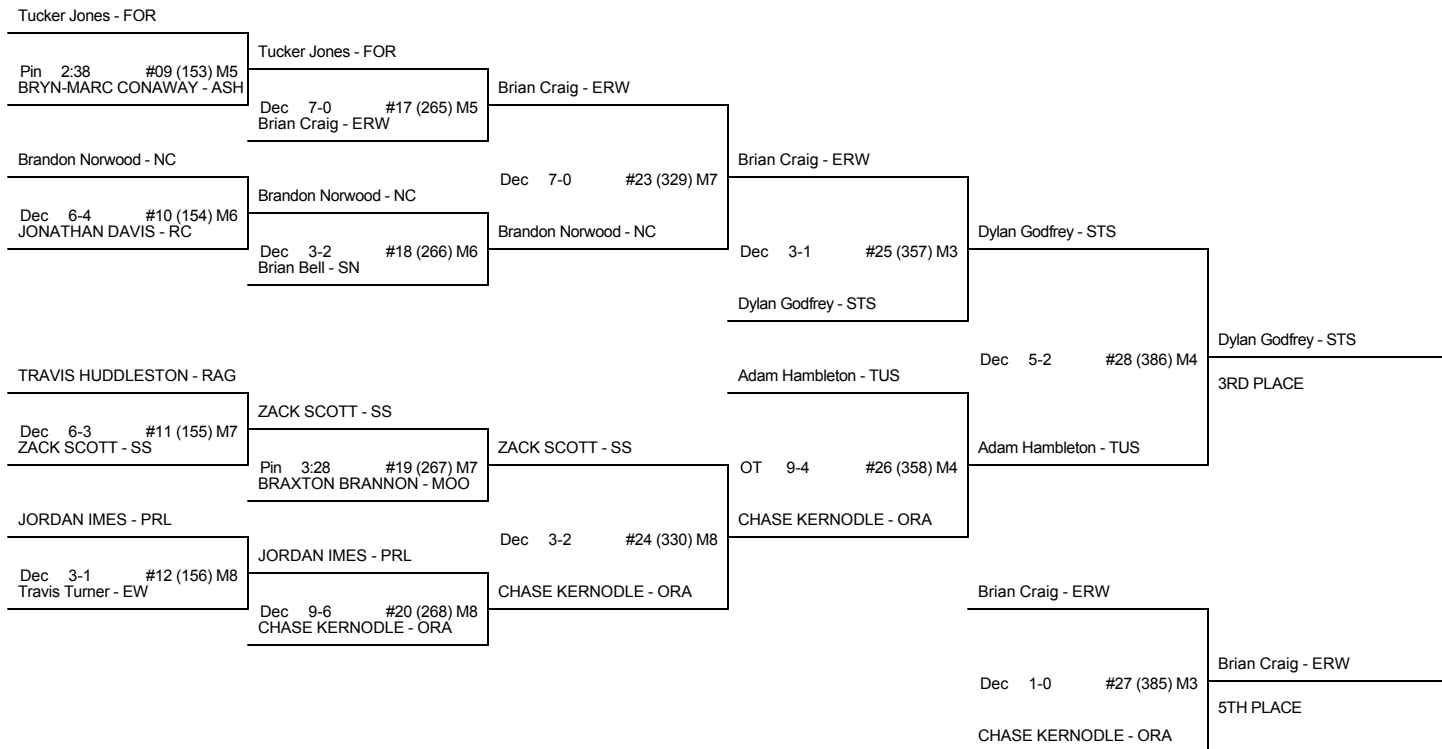 Tucker Jones - FOR
Pin 2:38 #09 (153) M5
BRYN-MARC CONAWAY - ASH
Tucker Jones - FOR
Dec 7-0 #17 (265) M5
Brian Craig - ERW
Brian Craig - ERW
Brandon Norwood - NC
Dec 6-4 #10 (154) M6
JONATHAN DAVIS - RC
Brandon Norwood - NC
Dec 3-2 #18 (266) M6
Brian Bell - SN
Dec 7-0 #23 (329) M7
Brandon Norwood - NC
Brian Craig - ERW
Dec 3-1 #25 (357) M3
Dylan Godfrey - STS
Dylan Godfrey - STS
TRAVIS HUDDLESTON - RAG
Dec 6-3 #11 (155) M7
ZACK SCOTT - SS
ZACK SCOTT - SS
Pin 3:28 #19 (267) M7
BRAXTON BRANNON - MOO
ZACK SCOTT - SS
JORDAN IMES - PRL
Dec 3-1 #12 (156) M8
Travis Turner - EW
JORDAN IMES - PRL
Dec 9-6 #20 (268) M8
CHASE KERNODLE - ORA
Dec 3-2 #24 (330) M8
CHASE KERNODLE - ORA
Adam Hambleton - TUS
OT 9-4 #26 (358) M4
CHASE KERNODLE - ORA
Dec 5-2 #28 (386) M4
Adam Hambleton - TUS
Dylan Godfrey - STS
3RD PLACE
Brian Craig - ERW
Dec 1-0 #27 (385) M3
CHASE KERNODLE - ORA
Brian Craig - ERW
5TH PLACE